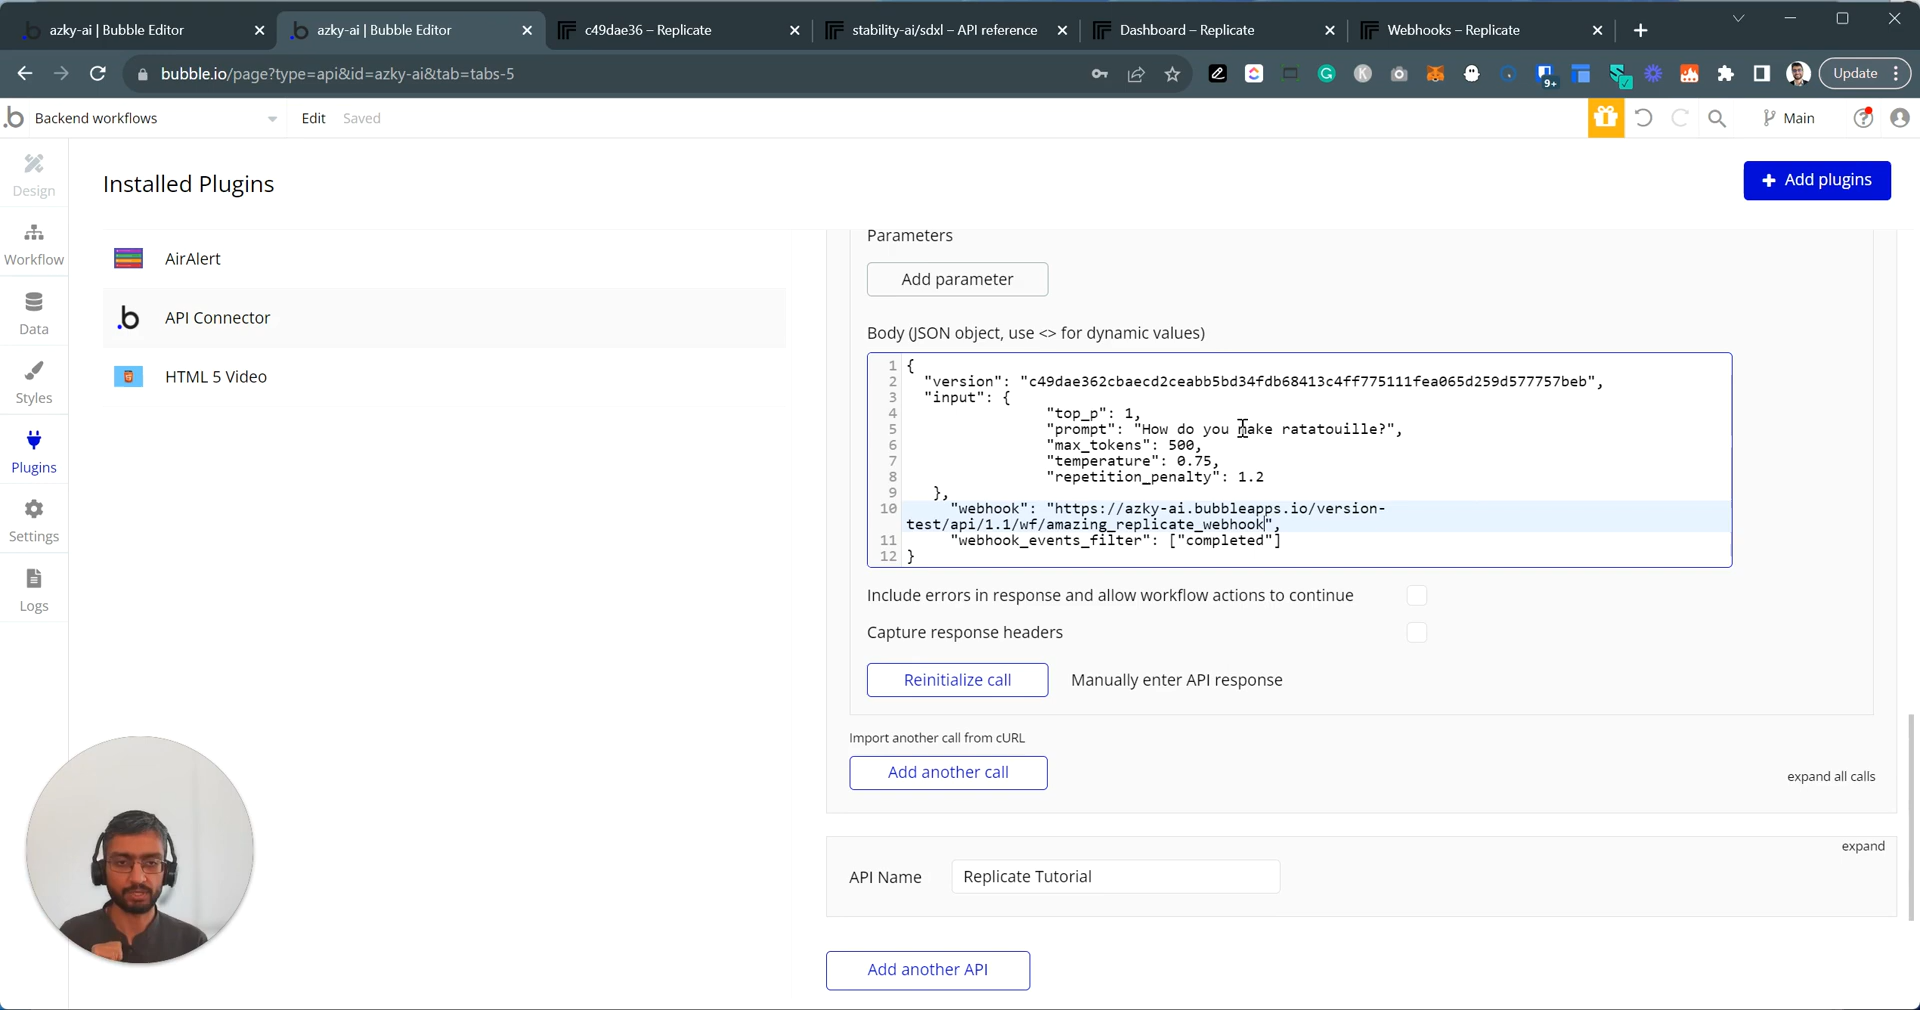 azky-ai | Bubble Editor
azky-ai | Bubble Editor
c49dae36 – Replicate
stability-ai/sdxl – API reference
Dashboard – Replicate
Webhooks – Replicate
bubble.io/page?type=api&id=azky-ai&tab=tabs-5
9+
Update
Backend workflows
Edit
Saved
Main
Design
Workflow
Data
Styles
Plugins
Settings
Logs
Installed Plugins
Add plugins
AirAlert
API Connector
HTML 5 Video
Parameters
Add parameter
Body (JSON object, use <> for dynamic values)
1 {
2 "version": "c49dae362cbaecd2ceabb5bd34fdb68413c4ff775111fea065d259d577757beb",
3 "input": {
4 "top_p": 1,
5 "prompt": "How do you make ratatouille?",
6 "max_tokens": 500,
7 "temperature": 0.75,
8 "repetition_penalty": 1.2
9 },
10 "webhook": "https://azky-ai.bubbleapps.io/version-
test/api/1.1/wf/amazing_replicate_webhook",
11 "webhook_events_filter": ["completed"]
12 }
Include errors in response and allow workflow actions to continue
Capture response headers
Reinitialize call
Manually enter API response
Import another call from cURL
Add another call
expand all calls
expand
API Name
Replicate Tutorial
Add another API